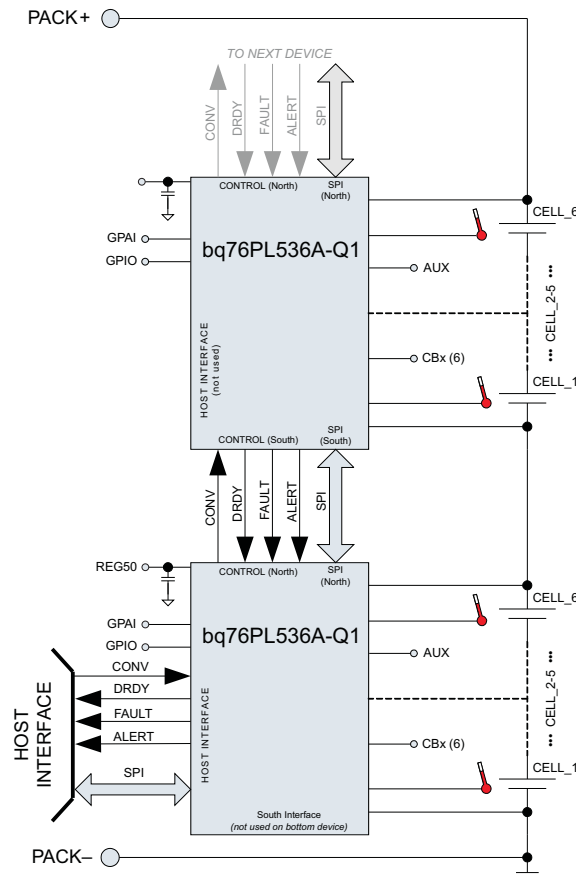 PACK+
TO NEXT DEVICE
CONV
DRDY
FAULT
ALERT
SPI
CONTROL (North)
SPI
(North)
CELL_6
GPAI
bq76PL536A-Q1
GPIO
AUX
... CELL_2-5 ...
HOST INTERFACE
(not used)
CBx (6)
CELL_1
CONTROL (South)
SPI
(South)
CONV
DRDY
FAULT
ALERT
SPI
REG50
CONTROL (North)
SPI
(North)
CELL_6
GPAI
bq76PL536A-Q1
GPIO
AUX
... CELL_2-5 ...
HOST
INTERFACE
CONV
DRDY
FAULT
ALERT
SPI
HOST INTERFACE
CBx (6)
CELL_1
South Interface
(not used on bottom device)
PACK–